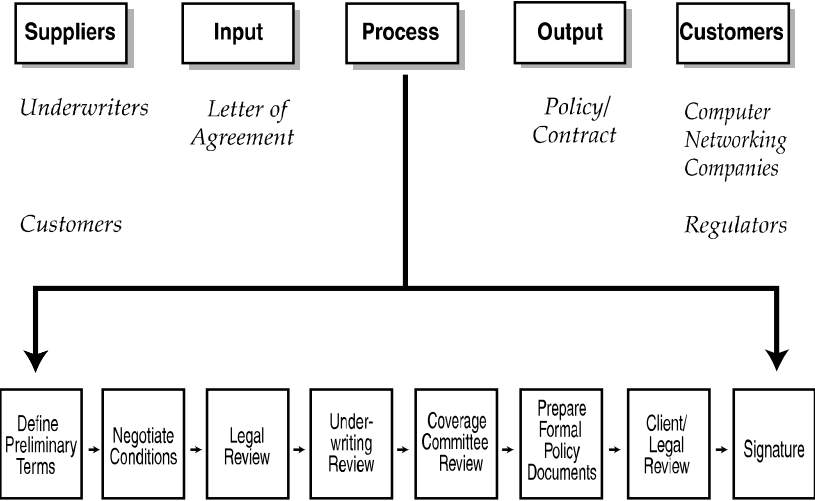 Suppliers
Input
Process
Output
Customers
Underwriters
Letter of
Agreement
Policy/
Contract
Computer
Networking
Companies
Customers
Regulators
Define
Preliminary
Terms
Negotiate
Conditions
Legal
Review
Under-
writing
Review
Coverage
Committee
Review
Prepare
Formal
Policy
Documents
Client/
Legal
Review
Signature